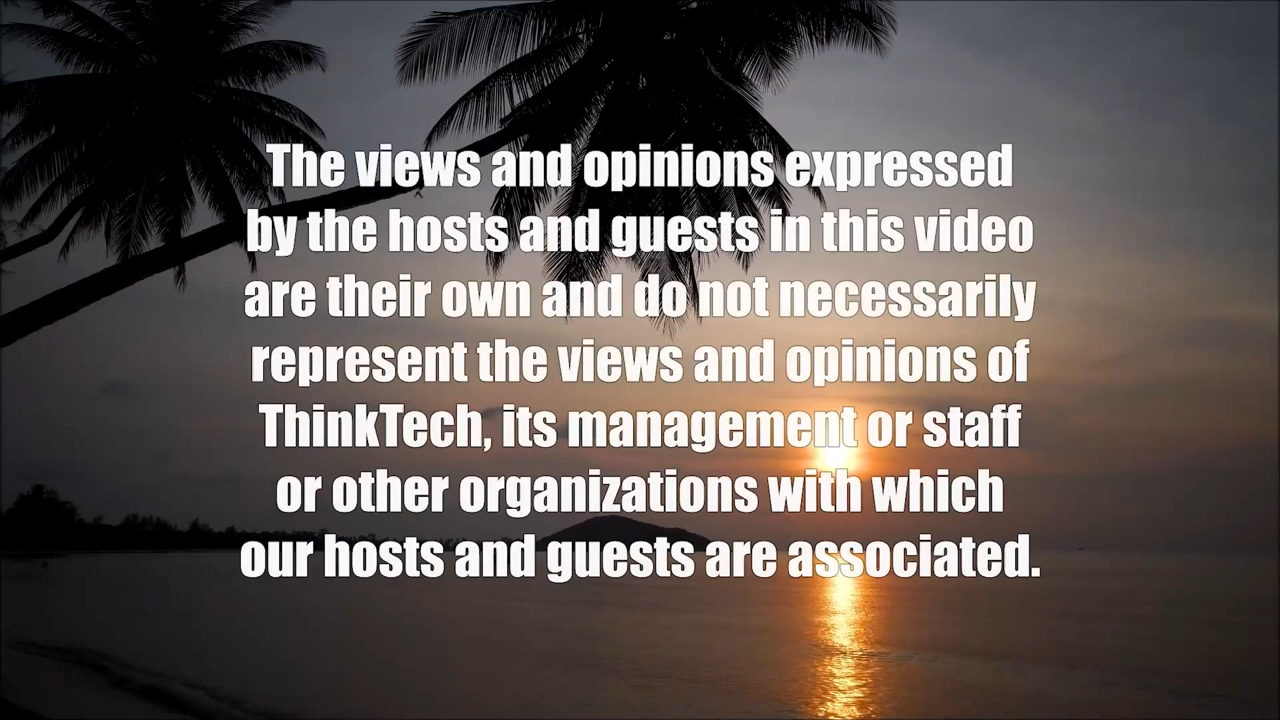 The views and opinions expressed
by the hosts and guests in this video
are their own and do not necessarily
represent the views and opinions of
ThinkTech, its management or staff
or other organizations with which
our hosts and guests are associated.